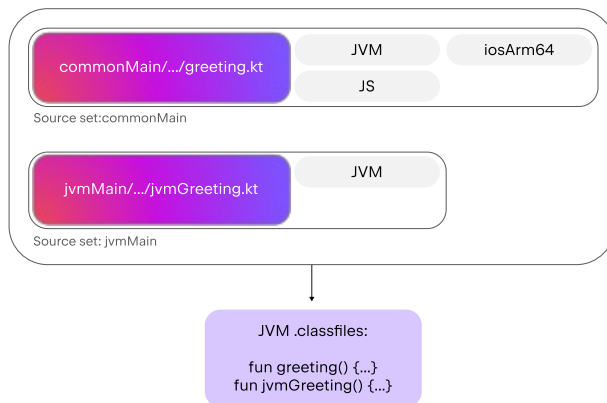 commonMain/.../greeting.kt
JVM
iosArm64
JS
Source set:commonMain
jvmMain/.../jvmGreeting.kt
JVM
Source set: jvmMain
JVM .classfiles:
fun greeting() {...}
fun jvmGreeting() {...}